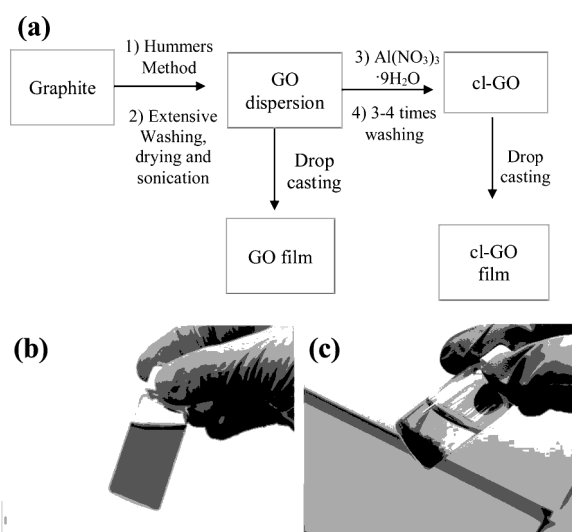 (a)
1) Hummers
Method
Graphite
2) Extensive
Washing,
drying and
sonication
GO
dispersion
3) Al(NO₃)₃
·9H₂O
4) 3-4 times
washing
cl-GO
Drop
casting
Drop
casting
GO film
cl-GO
film
(b)
(c)